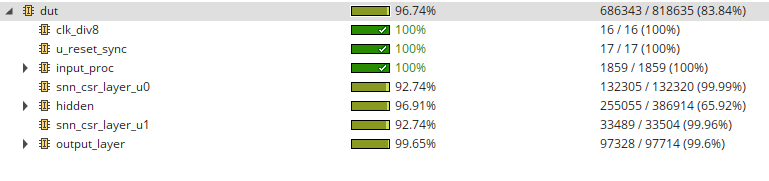 dut 96.74% 686343 / 818635 (83.84%)
clk_div8 100% 16 / 16 (100%)
u_reset_sync 100% 17 / 17 (100%)
input_proc 100% 1859 / 1859 (100%)
snn_csr_layer_u0 92.74% 132305 / 132320 (99.99%)
hidden 96.91% 255055 / 386914 (65.92%)
snn_csr_layer_u1 92.74% 33489 / 33504 (99.96%)
output_layer 99.65% 97328 / 97714 (99.6%)